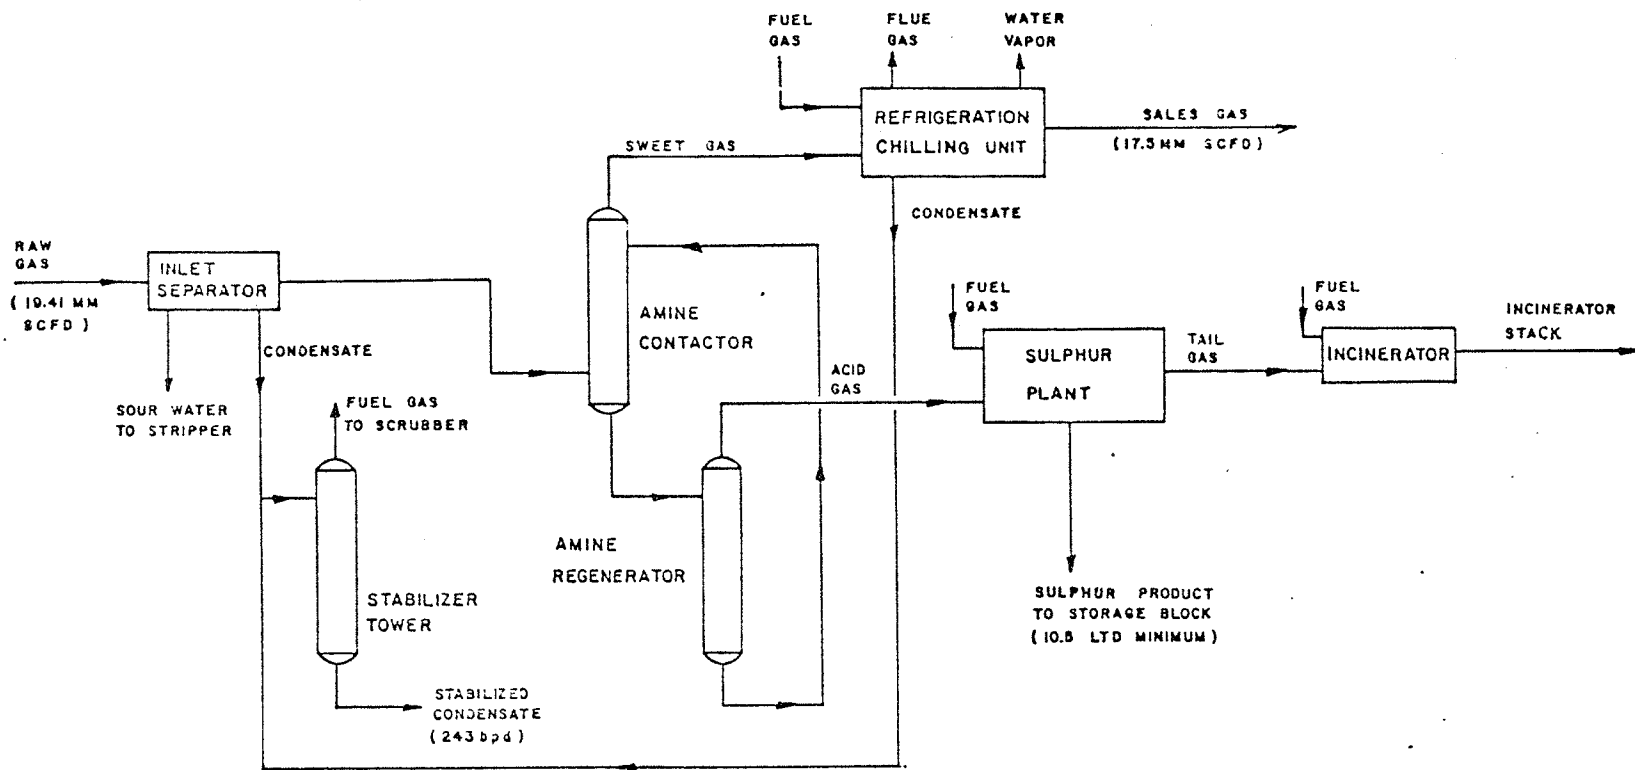 FUEL
GAS
FLUE
GAS
WATER
VAPOR
REFRIGERATION
CHILLING UNIT
SALES GAS
(17.5 MM SCFD)
SWEET GAS
CONDENSATE
RAW
GAS
(19.41 MM
SCFD)
INLET
SEPARATOR
AMINE
CONTACTOR
CONDENSATE
SOUR WATER
TO STRIPPER
FUEL GAS
TO SCRUBBER
ACID
GAS
FUEL
GAS
SULPHUR
PLANT
TAIL
GAS
FUEL
GAS
INCINERATOR
INCINERATOR
STACK
STABILIZER
TOWER
AMINE
REGENERATOR
SULPHUR PRODUCT
TO STORAGE BLOCK
(10.5 LTD MINIMUM)
STABILIZED
CONDENSATE
(243 bpd)